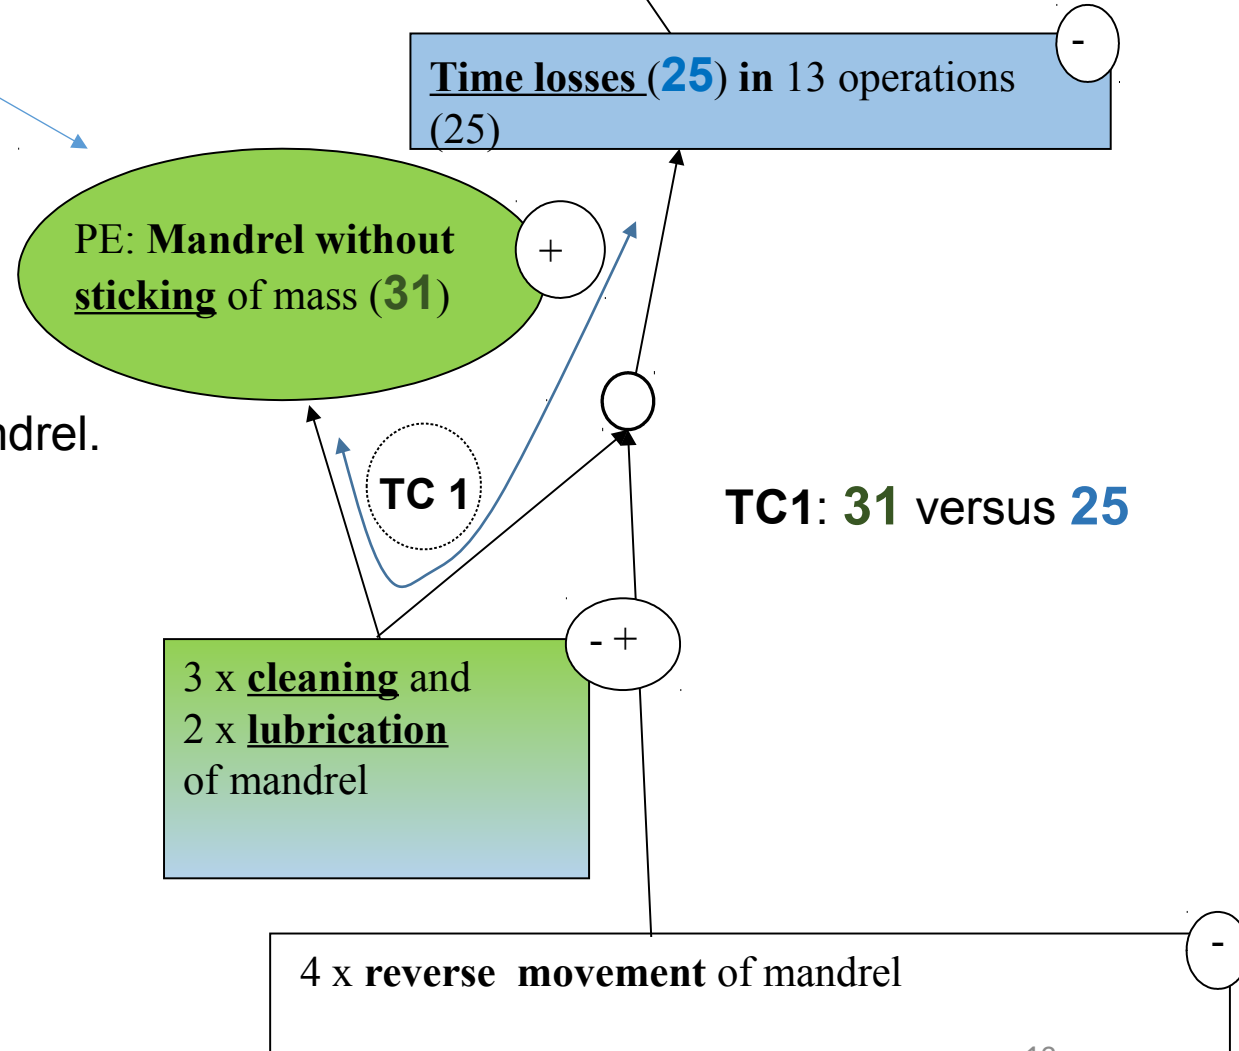 -
Time losses (25) in 13 operations
(25)
PE: Mandrel without
sticking of mass (31)
+
ndrel.
TC 1
TC1: 31 versus 25
- +
3 x cleaning and
2 x lubrication
of mandrel
-
4 x reverse movement of mandrel